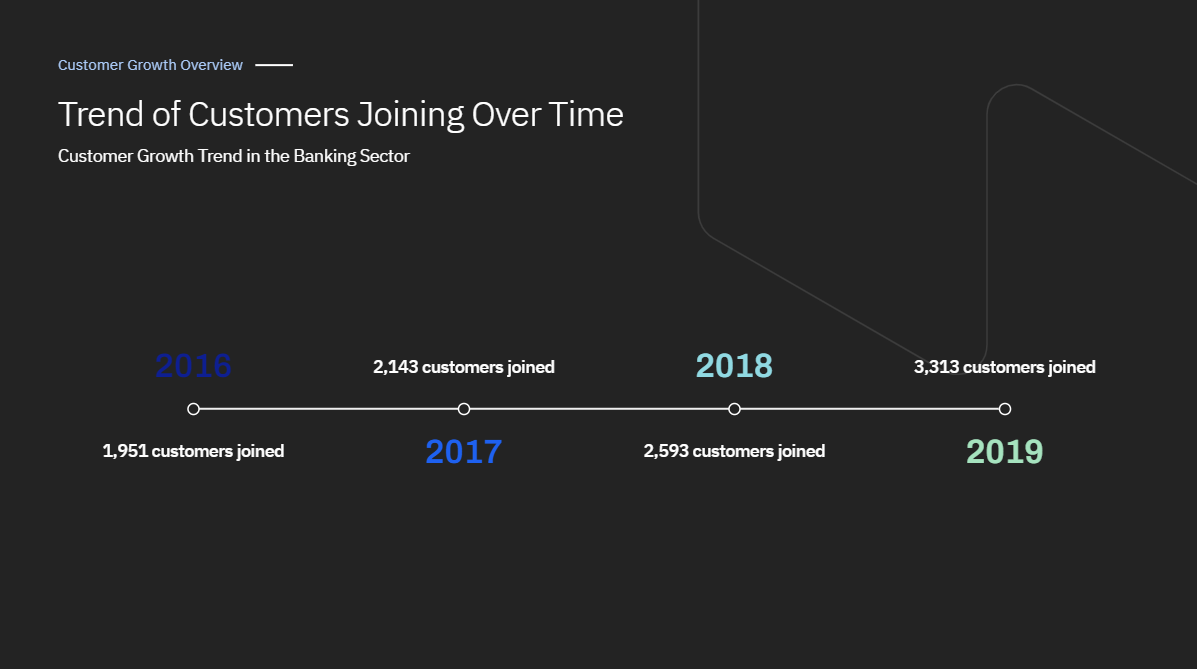 Customer Growth Overview
Trend of Customers Joining Over Time
Customer Growth Trend in the Banking Sector
2016
1,951 customers joined
2,143 customers joined
2017
2018
2,593 customers joined
3,313 customers joined
2019